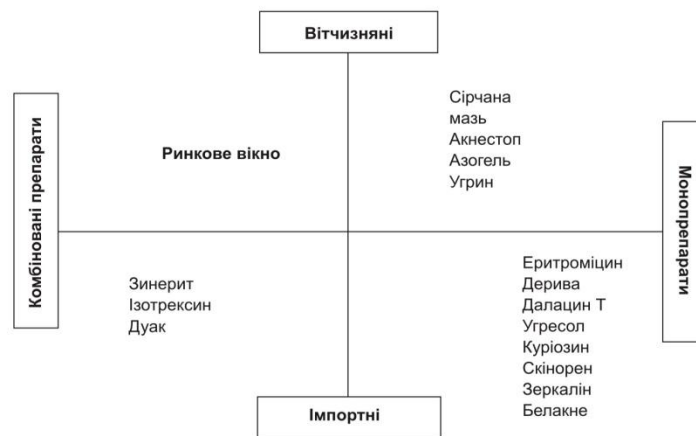 Вітчизняні
Комбіновані препарати
Ринкове вікно
Сірчана
мазь
Акнестоп
Азогель
Угрин
Монопрепарати
Зинерит
Ізотрексин
Дуак
Еритроміцин
Дерива
Далацин Т
Угресол
Куріозин
Скінорен
Зеркалін
Белакне
Імпортні